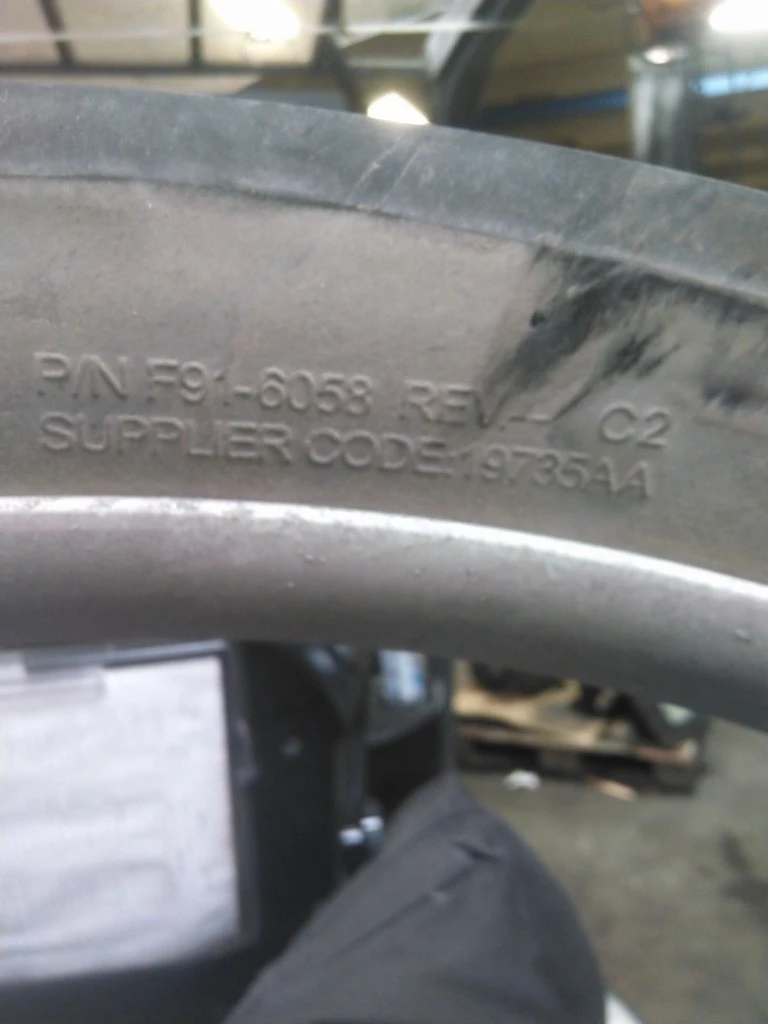 P/N F91-6058 REV-- C2
SUPPLIER CODE:19735AA